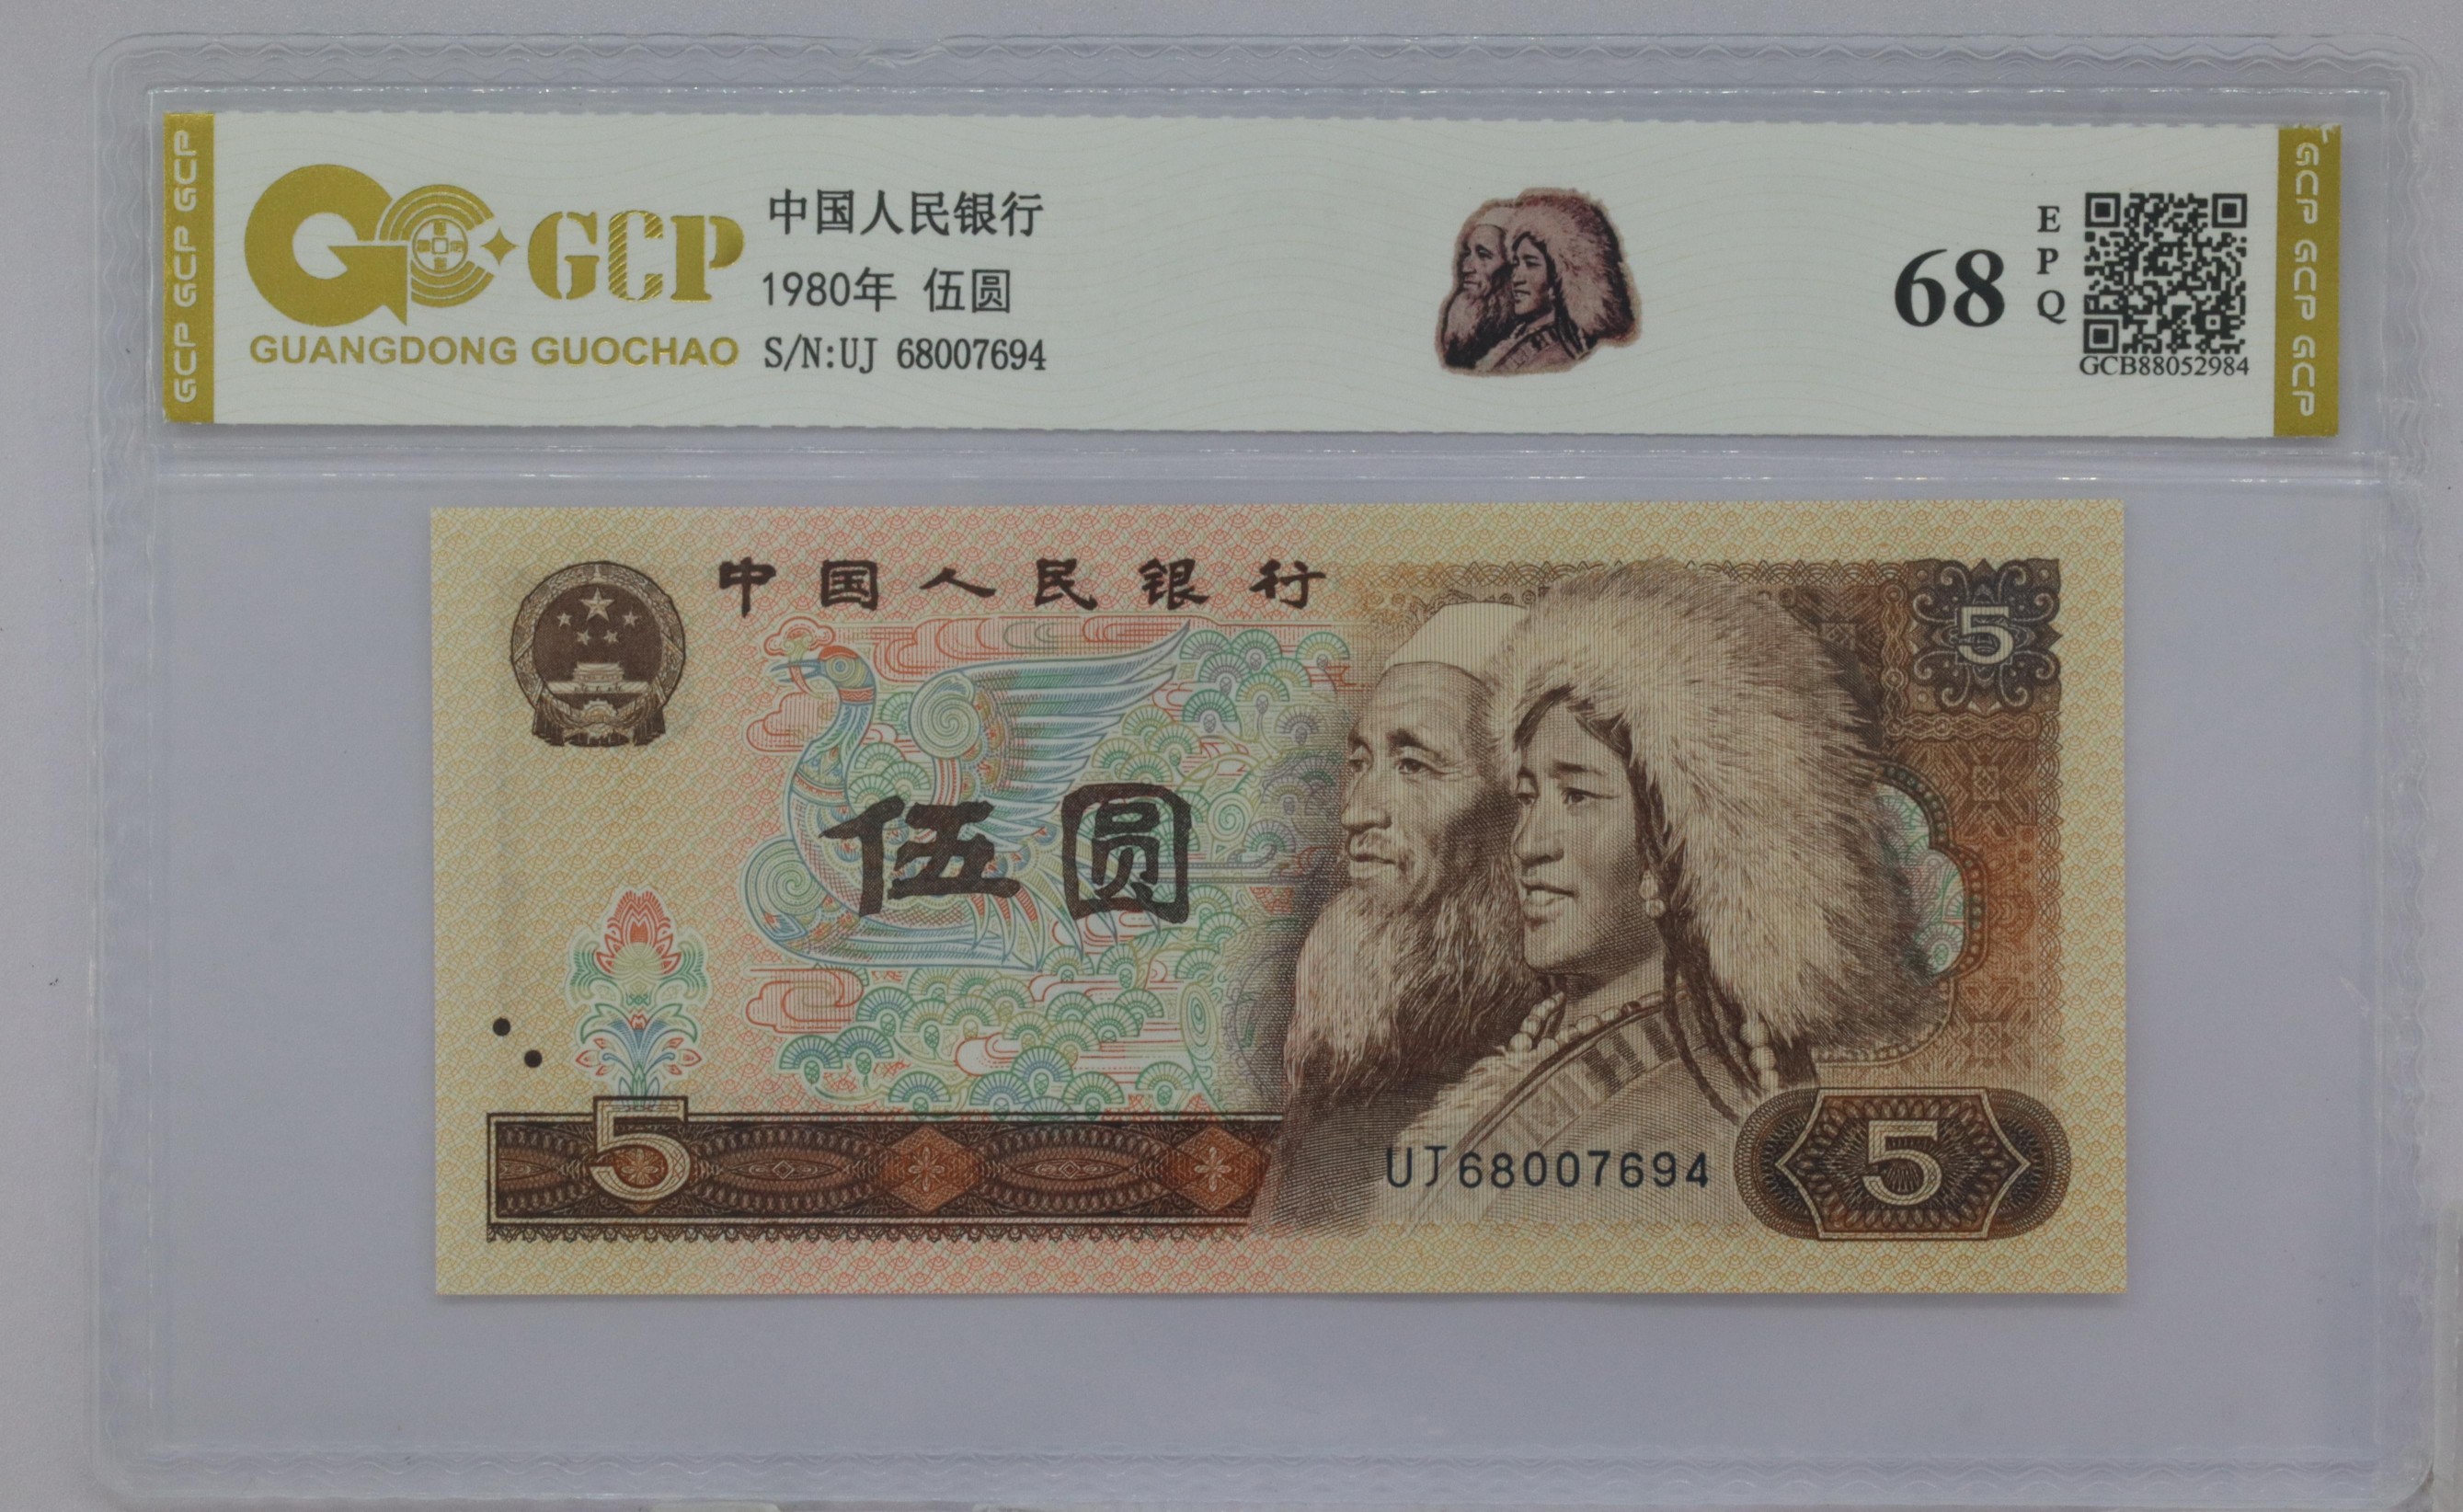 GCP GCP GCP
GCP
GUANGDONG GUOCHAO
中国人民银行
1980年 伍圆
S/N:UJ 68007694
68
EPQ
GCB88052984
GCP GCP GCP
中国人民银行
5
伍圆
5
UJ68007694
5